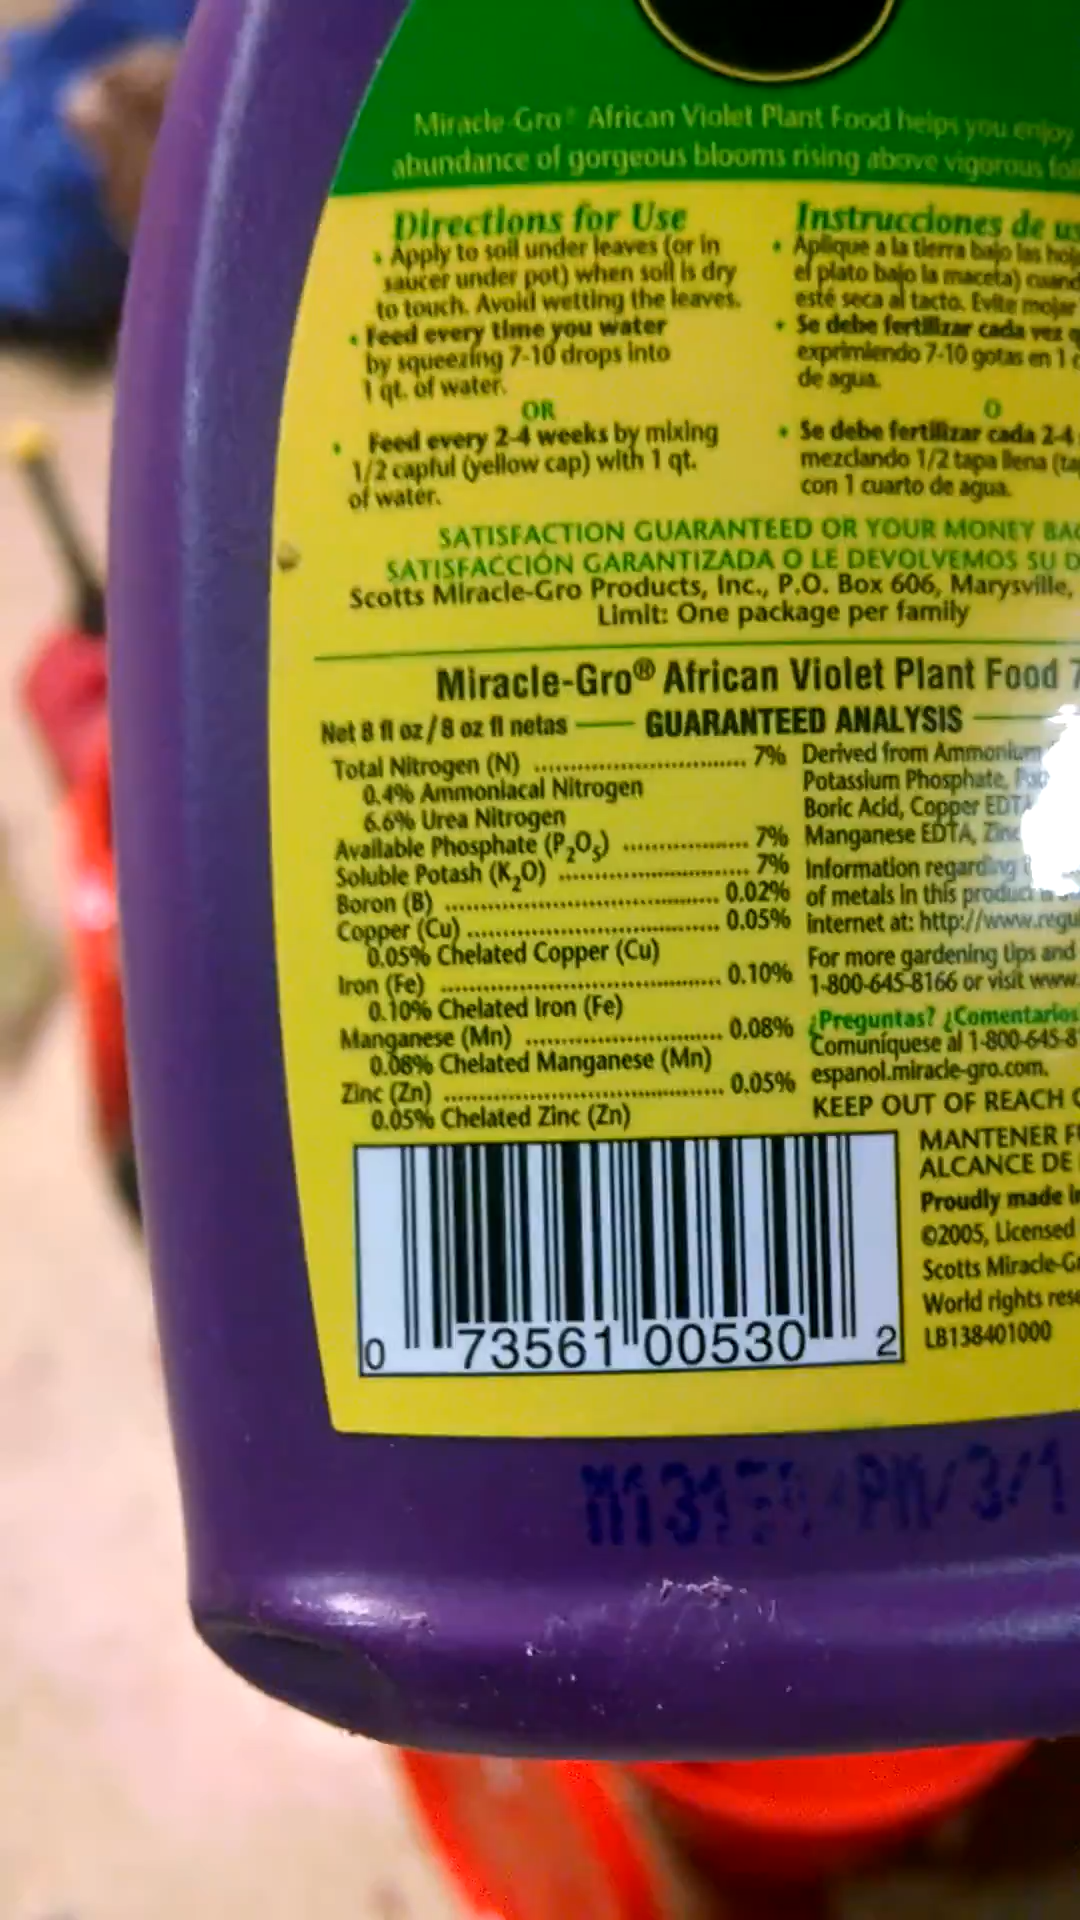 Miracle-Gro® African Violet Plant Food helps you enjoy
abundance of gorgeous blooms rising above vigorous
Directions for Use
• Apply to soil under leaves (or in
saucer under pot) when soil is dry
to touch. Avoid wetting the leaves.
• Feed every time you water
by squeezing 7-10 drops into
1 qt. of water.
OR
• Feed every 2-4 weeks by mixing
1/2 capful (yellow cap) with 1 qt.
of water.
Instrucciones de
• Aplique a la tierra bajo las
el plato bajo la maceta)
esté seca al tacto. Evite mojar
• Se debe fertilizar cada vez
exprimiendo 7-10 gotas en 1
de agua.
O
• Se debe fertilizar cada 2-4
mezclando 1/2 tapa llena
con 1 cuarto de agua.
SATISFACTION GUARANTEED OR YOUR MONEY
SATISFACCIÓN GARANTIZADA O LE DEVOLVEMOS SU
Scotts Miracle-Gro Products, Inc., P.O. Box 606, Marysville,
Limit: One package per family
Miracle-Gro® African Violet Plant Food 7
Net 8 fl oz/8 oz fl netas GUARANTEED ANALYSIS
Total Nitrogen (N) 7%
0.4% Ammoniacal Nitrogen
6.6% Urea Nitrogen
Available Phosphate (P₂O₅) 7%
Soluble Potash (K₂O) 7%
Boron (B) 0.02%
Copper (Cu) 0.05%
0.05% Chelated Copper (Cu)
Iron (Fe) 0.10%
0.10% Chelated Iron (Fe)
Manganese (Mn) 0.08%
0.08% Chelated Manganese (Mn)
Zinc (Zn) 0.05%
0.05% Chelated Zinc (Zn)
Derived from Ammonium
Potassium Phosphate,
Boric Acid, Copper EDTA
Manganese EDTA,
Information regarding
of metals in this product
internet at: http://www.
For more gardening tips and
1-800-645-8166 or visit www.
¿Preguntas? ¿Comentarios
Comuníquese al 1-800-645-8
espanol.miracle-gro.com.
KEEP OUT OF REACH
MANTENER
ALCANCE DE
Proudly made
©2005, Licensed
Scotts
World rights
LB138401000
0 73561 00530 2